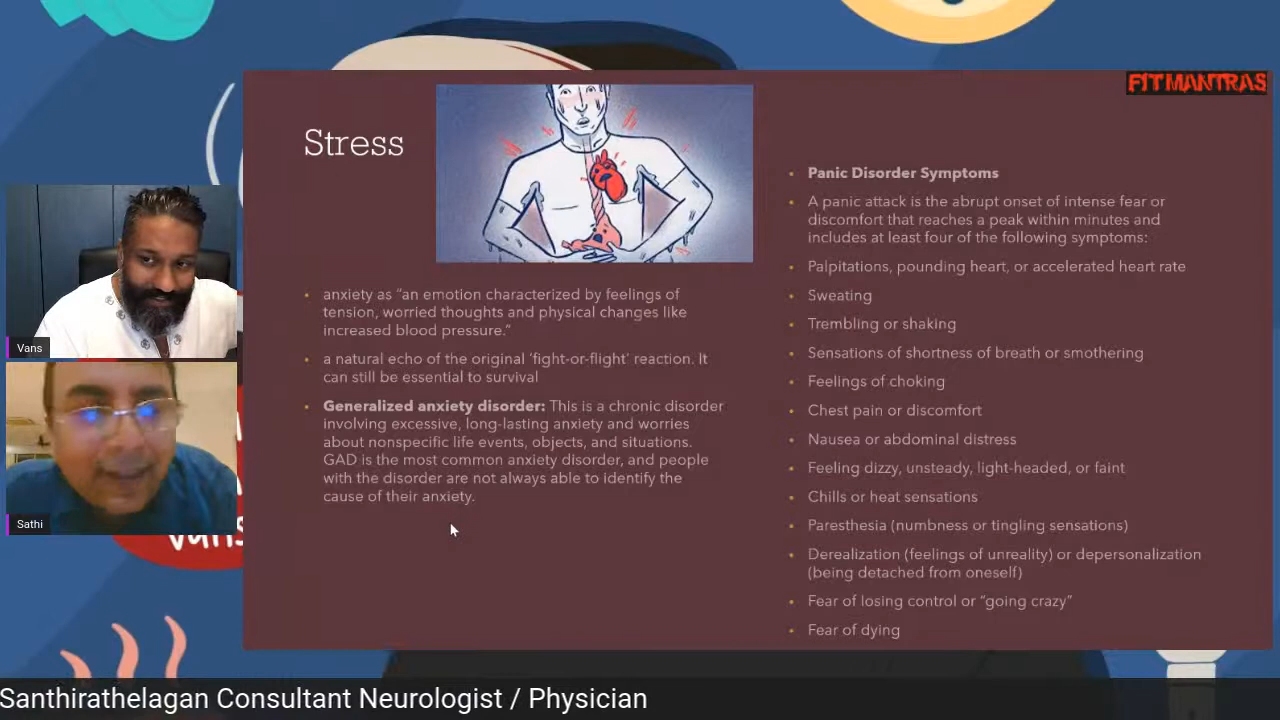 FITMANTRAS
Stress
anxiety as “an emotion characterized by feelings of
tension, worried thoughts and physical changes like
increased blood pressure.”
a natural echo of the original ‘fight-or-flight’ reaction. It
can still be essential to survival
Generalized anxiety disorder: This is a chronic disorder
involving excessive, long-lasting anxiety and worries
about nonspecific life events, objects, and situations.
GAD is the most common anxiety disorder, and people
with the disorder are not always able to identify the
cause of their anxiety.
Panic Disorder Symptoms
A panic attack is the abrupt onset of intense fear or
discomfort that reaches a peak within minutes and
includes at least four of the following symptoms:
Palpitations, pounding heart, or accelerated heart rate
Sweating
Trembling or shaking
Sensations of shortness of breath or smothering
Feelings of choking
Chest pain or discomfort
Nausea or abdominal distress
Feeling dizzy, unsteady, light-headed, or faint
Chills or heat sensations
Paresthesia (numbness or tingling sensations)
Derealization (feelings of unreality) or depersonalization
(being detached from oneself)
Fear of losing control or “going crazy”
Fear of dying
Vans
Sathi
Santhirathelagan Consultant Neurologist / Physician